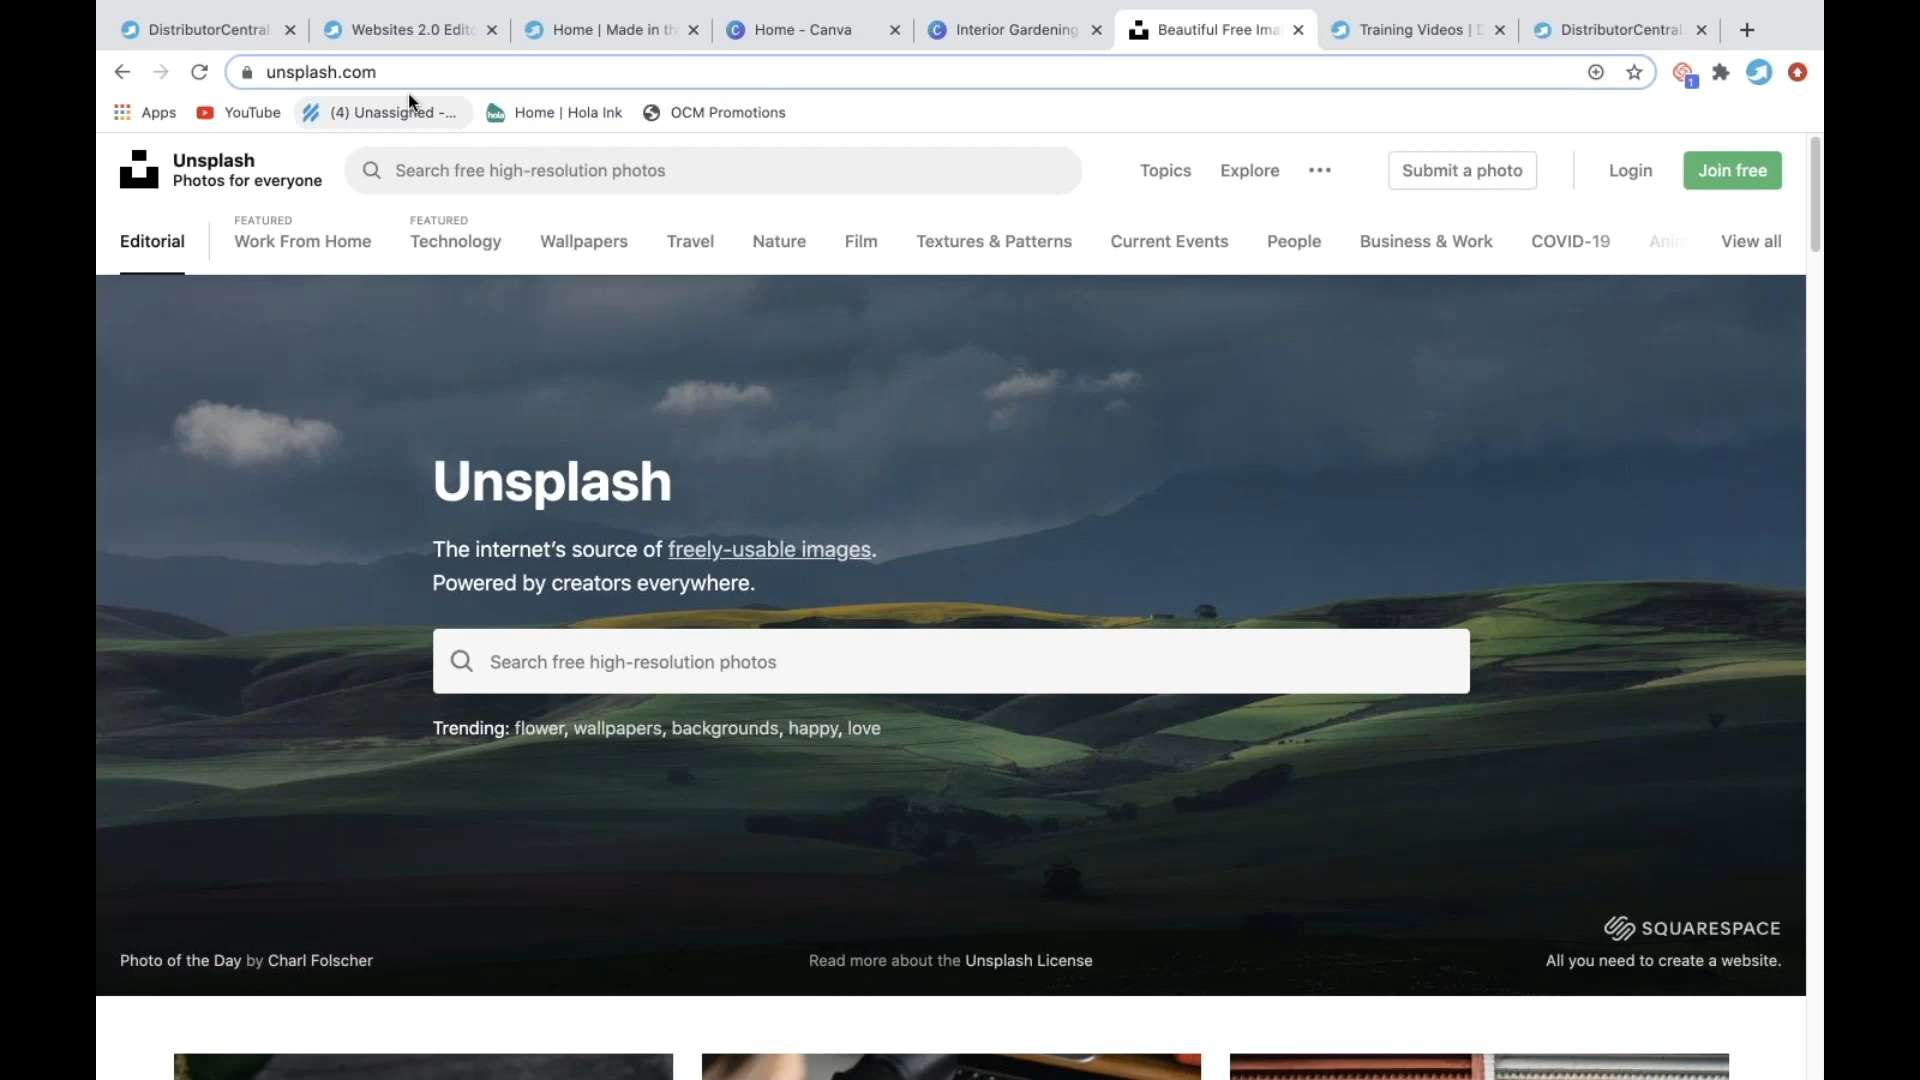 DistributorCentral
Websites 2.0 Edito
Home | Made in th
Home - Canva
Interior Gardening
Beautiful Free Ima
Training Videos | D
DistributorCentral
unsplash.com
1
Apps
YouTube
(4) Unassigned -...
hola
Home | Hola Ink
OCM Promotions
Unsplash
Photos for everyone
Search free high-resolution photos
Topics
Explore
Submit a photo
Login
Join free
Editorial
FEATURED
Work From Home
FEATURED
Technology
Wallpapers
Travel
Nature
Film
Textures & Patterns
Current Events
People
Business & Work
COVID-19
Anim
View all
Unsplash
The internet's source of freely-usable images.
Powered by creators everywhere.
Search free high-resolution photos
Trending: flower, wallpapers, backgrounds, happy, love
SQUARESPACE
Photo of the Day by Charl Folscher
Read more about the Unsplash License
All you need to create a website.